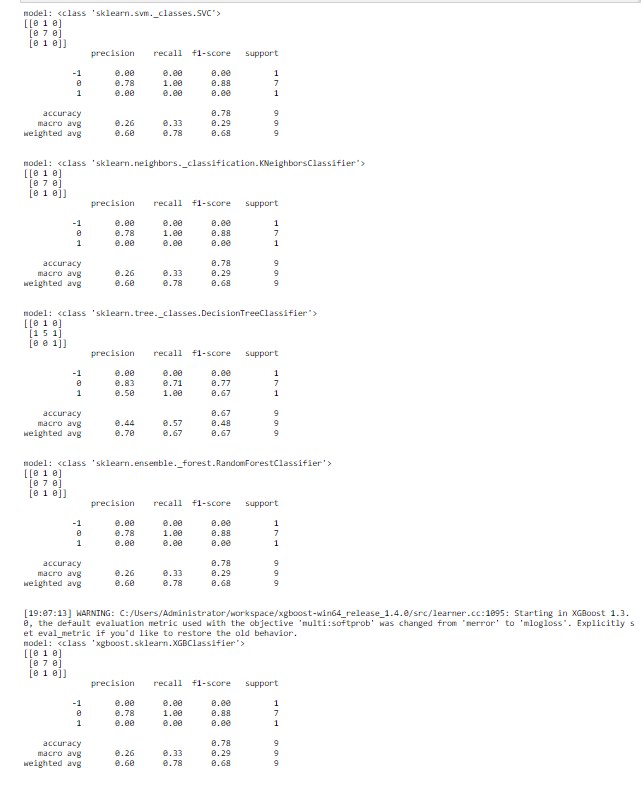 model: <class 'sklearn.svm._classes.SVC'>
[[0 1 0]
 [0 7 0]
 [0 1 0]]
              precision    recall  f1-score   support

          -1       0.00      0.00      0.00         1
           0       0.78      1.00      0.88         7
           1       0.00      0.00      0.00         1

    accuracy                           0.78         9
   macro avg       0.26      0.33      0.29         9
weighted avg       0.60      0.78      0.68         9

model: <class 'sklearn.neighbors._classification.KNeighborsClassifier'>
[[0 1 0]
 [0 7 0]
 [0 1 0]]
              precision    recall  f1-score   support

          -1       0.00      0.00      0.00         1
           0       0.78      1.00      0.88         7
           1       0.00      0.00      0.00         1

    accuracy                           0.78         9
   macro avg       0.26      0.33      0.29         9
weighted avg       0.60      0.78      0.68         9

model: <class 'sklearn.tree._classes.DecisionTreeClassifier'>
[[0 1 0]
 [1 5 1]
 [0 0 1]]
              precision    recall  f1-score   support

          -1       0.00      0.00      0.00         1
           0       0.83      0.71      0.77         7
           1       0.50      1.00      0.67         1

    accuracy                           0.67         9
   macro avg       0.44      0.57      0.48         9
weighted avg       0.70      0.67      0.67         9

model: <class 'sklearn.ensemble._forest.RandomForestClassifier'>
[[0 1 0]
 [0 7 0]
 [0 1 0]]
              precision    recall  f1-score   support

          -1       0.00      0.00      0.00         1
           0       0.78      1.00      0.88         7
           1       0.00      0.00      0.00         1

    accuracy                           0.78         9
   macro avg       0.26      0.33      0.29         9
weighted avg       0.60      0.78      0.68         9

[19:07:13] WARNING: C:/Users/Administrator/workspace/xgboost-win64_release_1.4.0/src/learner.cc:1095: Starting in XGBoost 1.3.
0, the default evaluation metric used with the objective 'multi:softprob' was changed from 'merror' to 'mlogloss'. Explicitly s
et eval_metric if you'd like to restore the old behavior.
model: <class 'xgboost.sklearn.XGBClassifier'>
[[0 1 0]
 [0 7 0]
 [0 1 0]]
              precision    recall  f1-score   support

          -1       0.00      0.00      0.00         1
           0       0.78      1.00      0.88         7
           1       0.00      0.00      0.00         1

    accuracy                           0.78         9
   macro avg       0.26      0.33      0.29         9
weighted avg       0.60      0.78      0.68         9